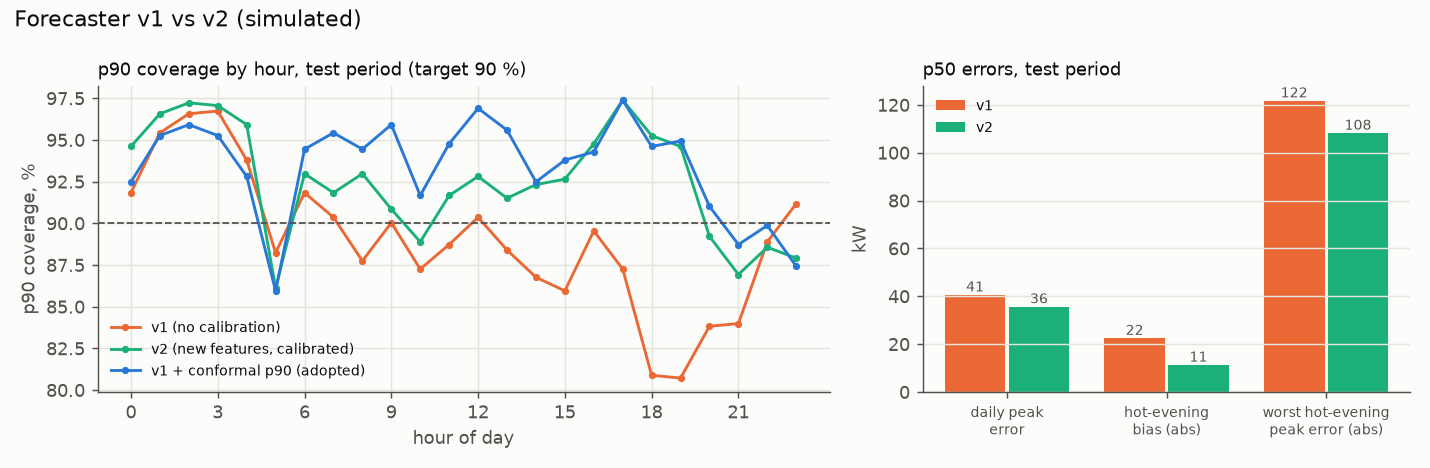 Forecaster v1 vs v2 (simulated)
p90 coverage by hour, test period (target 90 %)
97.5
95.0
92.5
90.0
87.5
85.0
82.5
80.0
p90 coverage, %
v1 (no calibration)
v2 (new features, calibrated)
v1 + conformal p90 (adopted)
0 3 6 9 12 15 18 21
hour of day
p50 errors, test period
120
100
80
60
40
20
0
kW
v1
v2
41 36 22 11 122 108
daily peak
error
hot-evening
bias (abs)
worst hot-evening
peak error (abs)